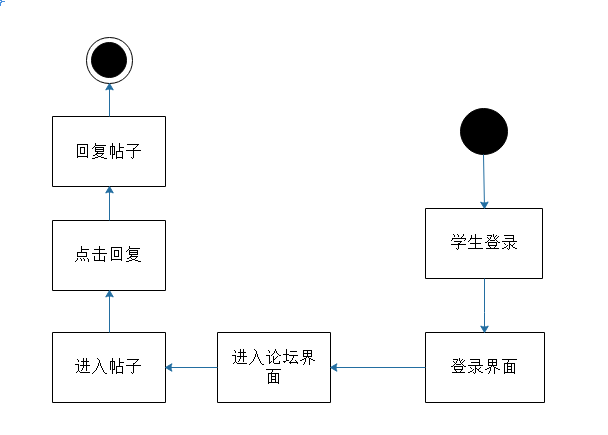 回复帖子
点击回复
学生登录
进入帖子
进入论坛界
面
登录界面